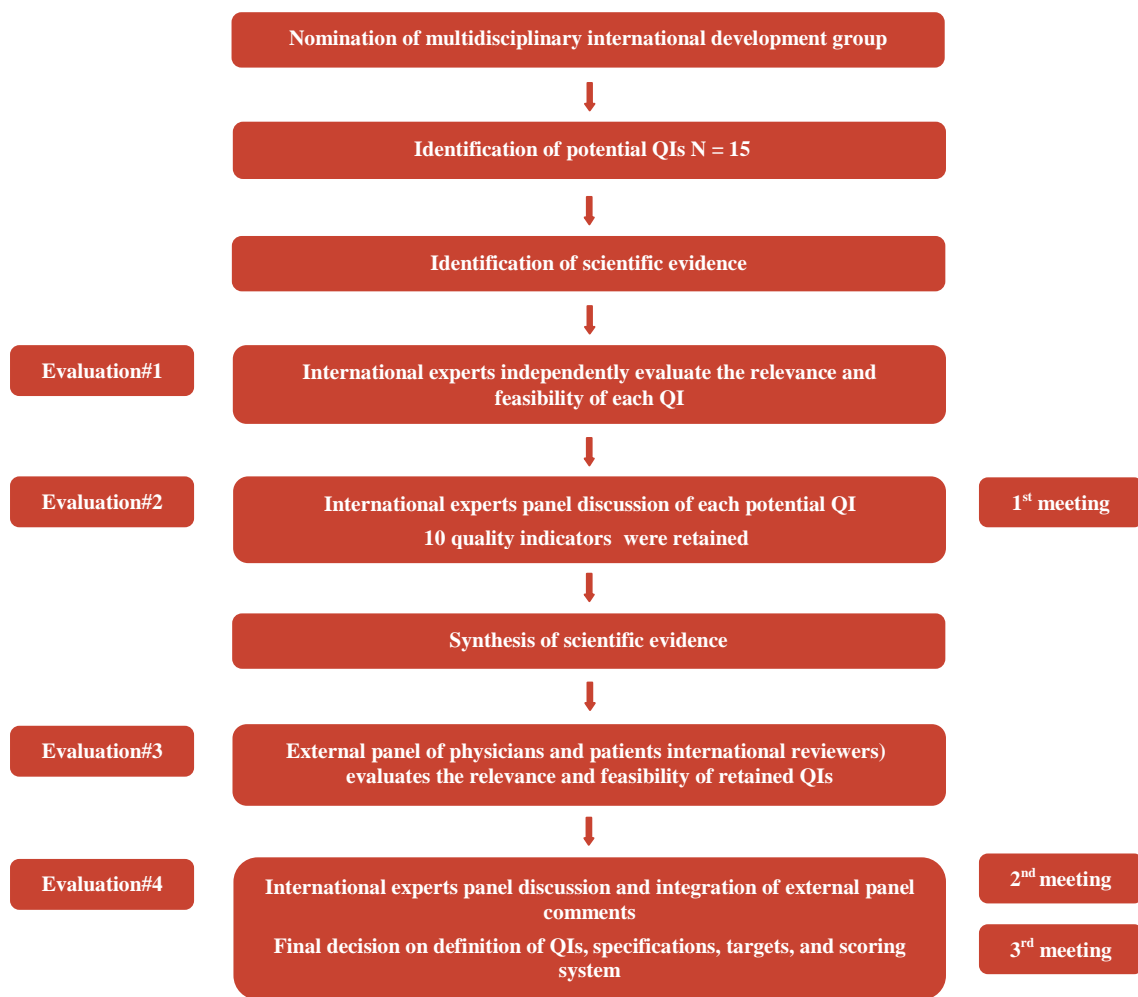 Nomination of multidisciplinary international development group
Identification of potential QIs N = 15
Identification of scientific evidence
Evaluation#1
International experts independently evaluate the relevance and
feasibility of each QI
Evaluation#2
International experts panel discussion of each potential QI
10 quality indicators were retained
1st meeting
Synthesis of scientific evidence
Evaluation#3
External panel of physicians and patients international reviewers)
evaluates the relevance and feasibility of retained QIs
Evaluation#4
International experts panel discussion and integration of external panel
comments
Final decision on definition of QIs, specifications, targets, and scoring
system
2nd meeting
3rd meeting